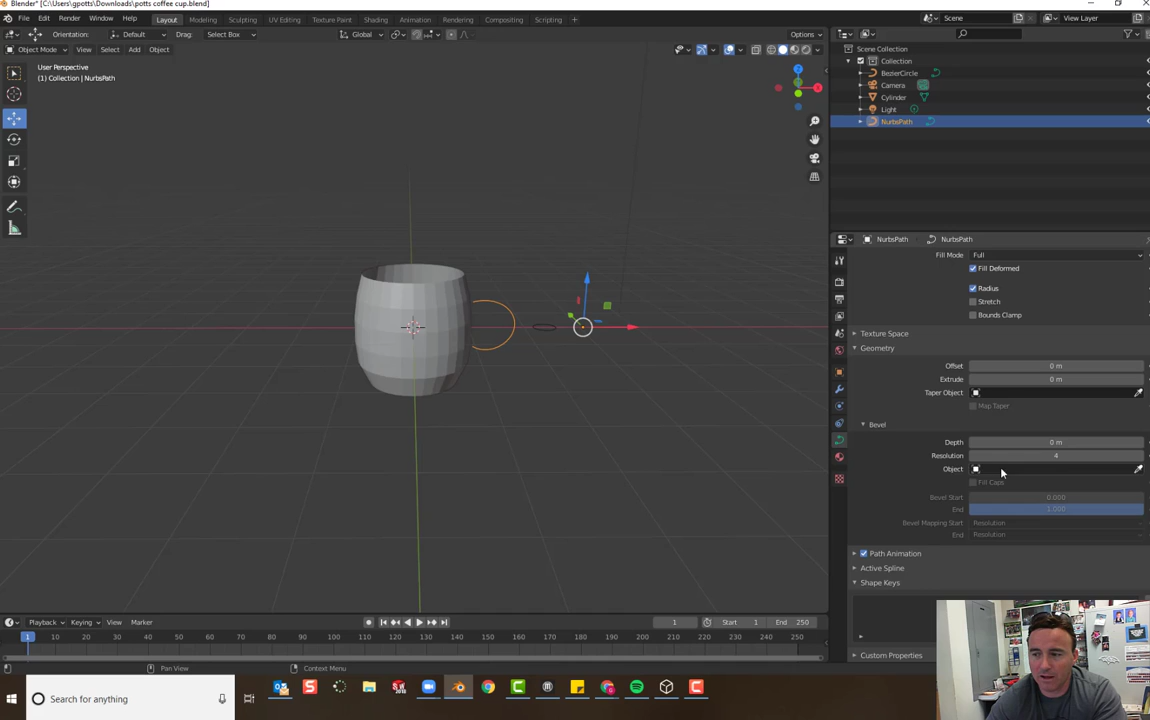 Blender* [C:\Users\gpotts\Downloads\potts coffee cup.blend]
File Edit Render Window Help Layout Modeling Sculpting UV Editing Texture Paint Shading Animation Rendering Compositing Scripting Scene View Layer
Orientation: Default Drag: Select Box Global Options
Object Mode View Select Add Object
User Perspective
(1) Collection | NurbsPath
Z
X
Scene Collection
Collection
BezierCircle
Camera
Cylinder
Light
NurbsPath
NurbsPath NurbsPath
Fill Mode Full
Fill Deformed
Radius
Stretch
Bounds Clamp
Texture Space
Geometry
Offset 0 m
Extrude 0 m
Taper Object
Map Taper
Bevel
Depth 0 m
Resolution 4
Object
Fill Caps
Bevel Start 0.000
End 1.000
Bevel Mapping Start Resolution
End Resolution
Path Animation
Active Spline
Shape Keys
Custom Properties
Playback Keying View Marker 1 Start 1 End 250
1 10 20 30 40 50 60 70 80 90 100 110 120 130 140 150 160 170 180 190 200 210 220 230 240 250
Pan View Context Menu
Search for anything